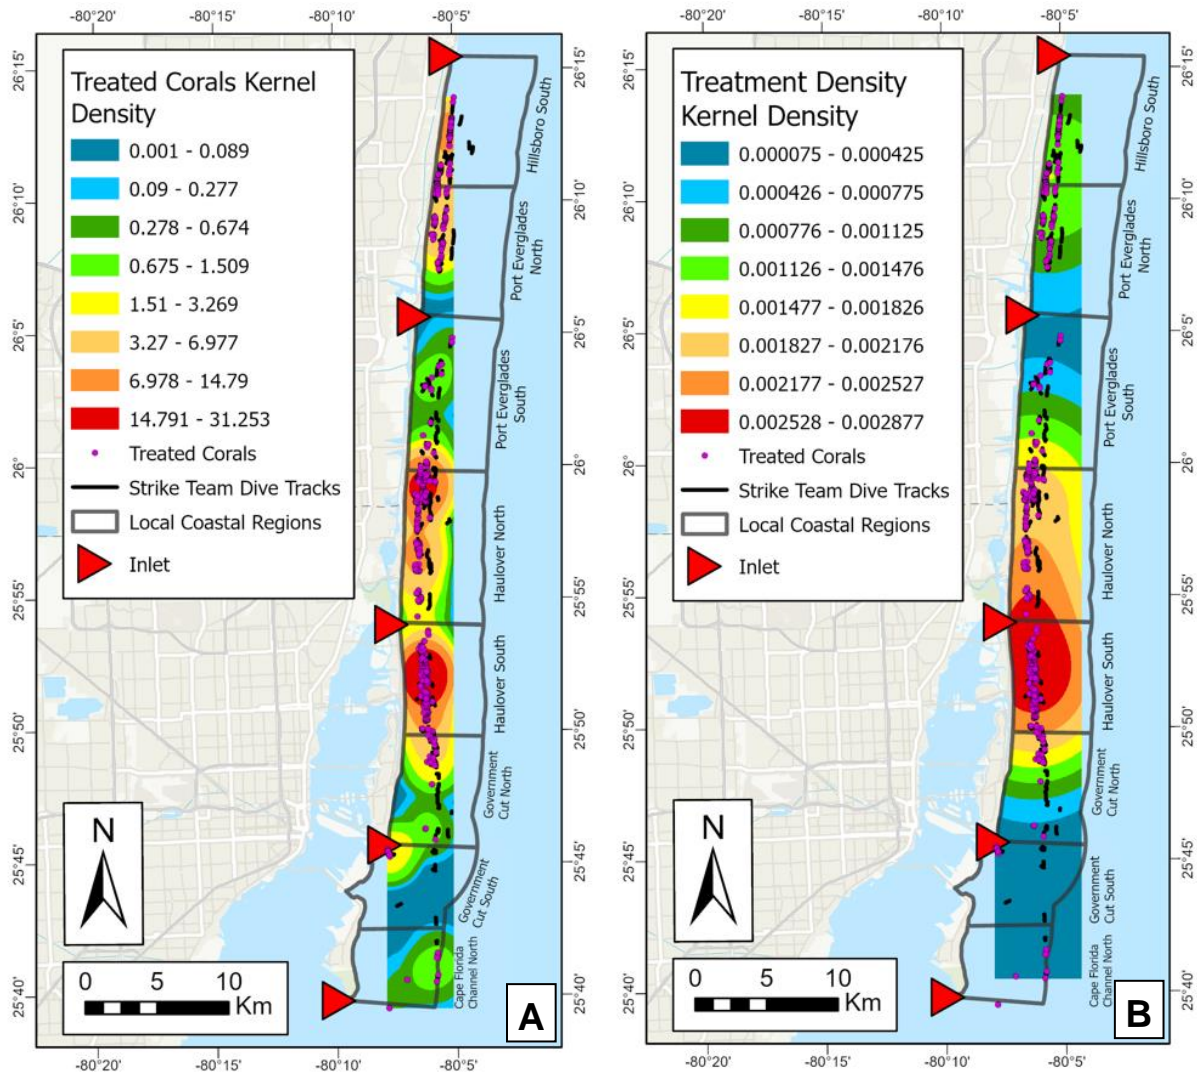 -80°20' -80°15' -80°10' -80°5'
26°15'
26°10'
26°5'
26°
25°55'
25°50'
25°45'
25°40'
Treated Corals Kernel
Density
0.001 - 0.089
0.09 - 0.277
0.278 - 0.674
0.675 - 1.509
1.51 - 3.269
3.27 - 6.977
6.978 - 14.79
14.791 - 31.253
Treated Corals
Strike Team Dive Tracks
Local Coastal Regions
Inlet
Hillsboro South
Port Everglades
North
Port Everglades
South
Haulover North
Haulover South
Government
Cut North
Government
Cut South
Cape Florida
Channel North
26°15'
26°10'
26°5'
26°
25°55'
25°50'
25°45'
25°40'
N
0 5 10
Km
A
-80°20' -80°15' -80°10' -80°5'
-80°20' -80°15' -80°10' -80°5'
26°15'
26°10'
26°5'
26°
25°55'
25°50'
25°45'
25°40'
Treatment Density
Kernel Density
0.000075 - 0.000425
0.000426 - 0.000775
0.000776 - 0.001125
0.001126 - 0.001476
0.001477 - 0.001826
0.001827 - 0.002176
0.002177 - 0.002527
0.002528 - 0.002877
Treated Corals
Strike Team Dive Tracks
Local Coastal Regions
Inlet
Hillsboro South
Port Everglades
North
Port Everglades
South
Haulover North
Haulover South
Government
Cut North
Government
Cut South
Cape Florida
Channel North
26°15'
26°10'
26°5'
26°
25°55'
25°50'
25°45'
25°40'
N
0 5 10
Km
B
-80°20' -80°15' -80°10' -80°5'